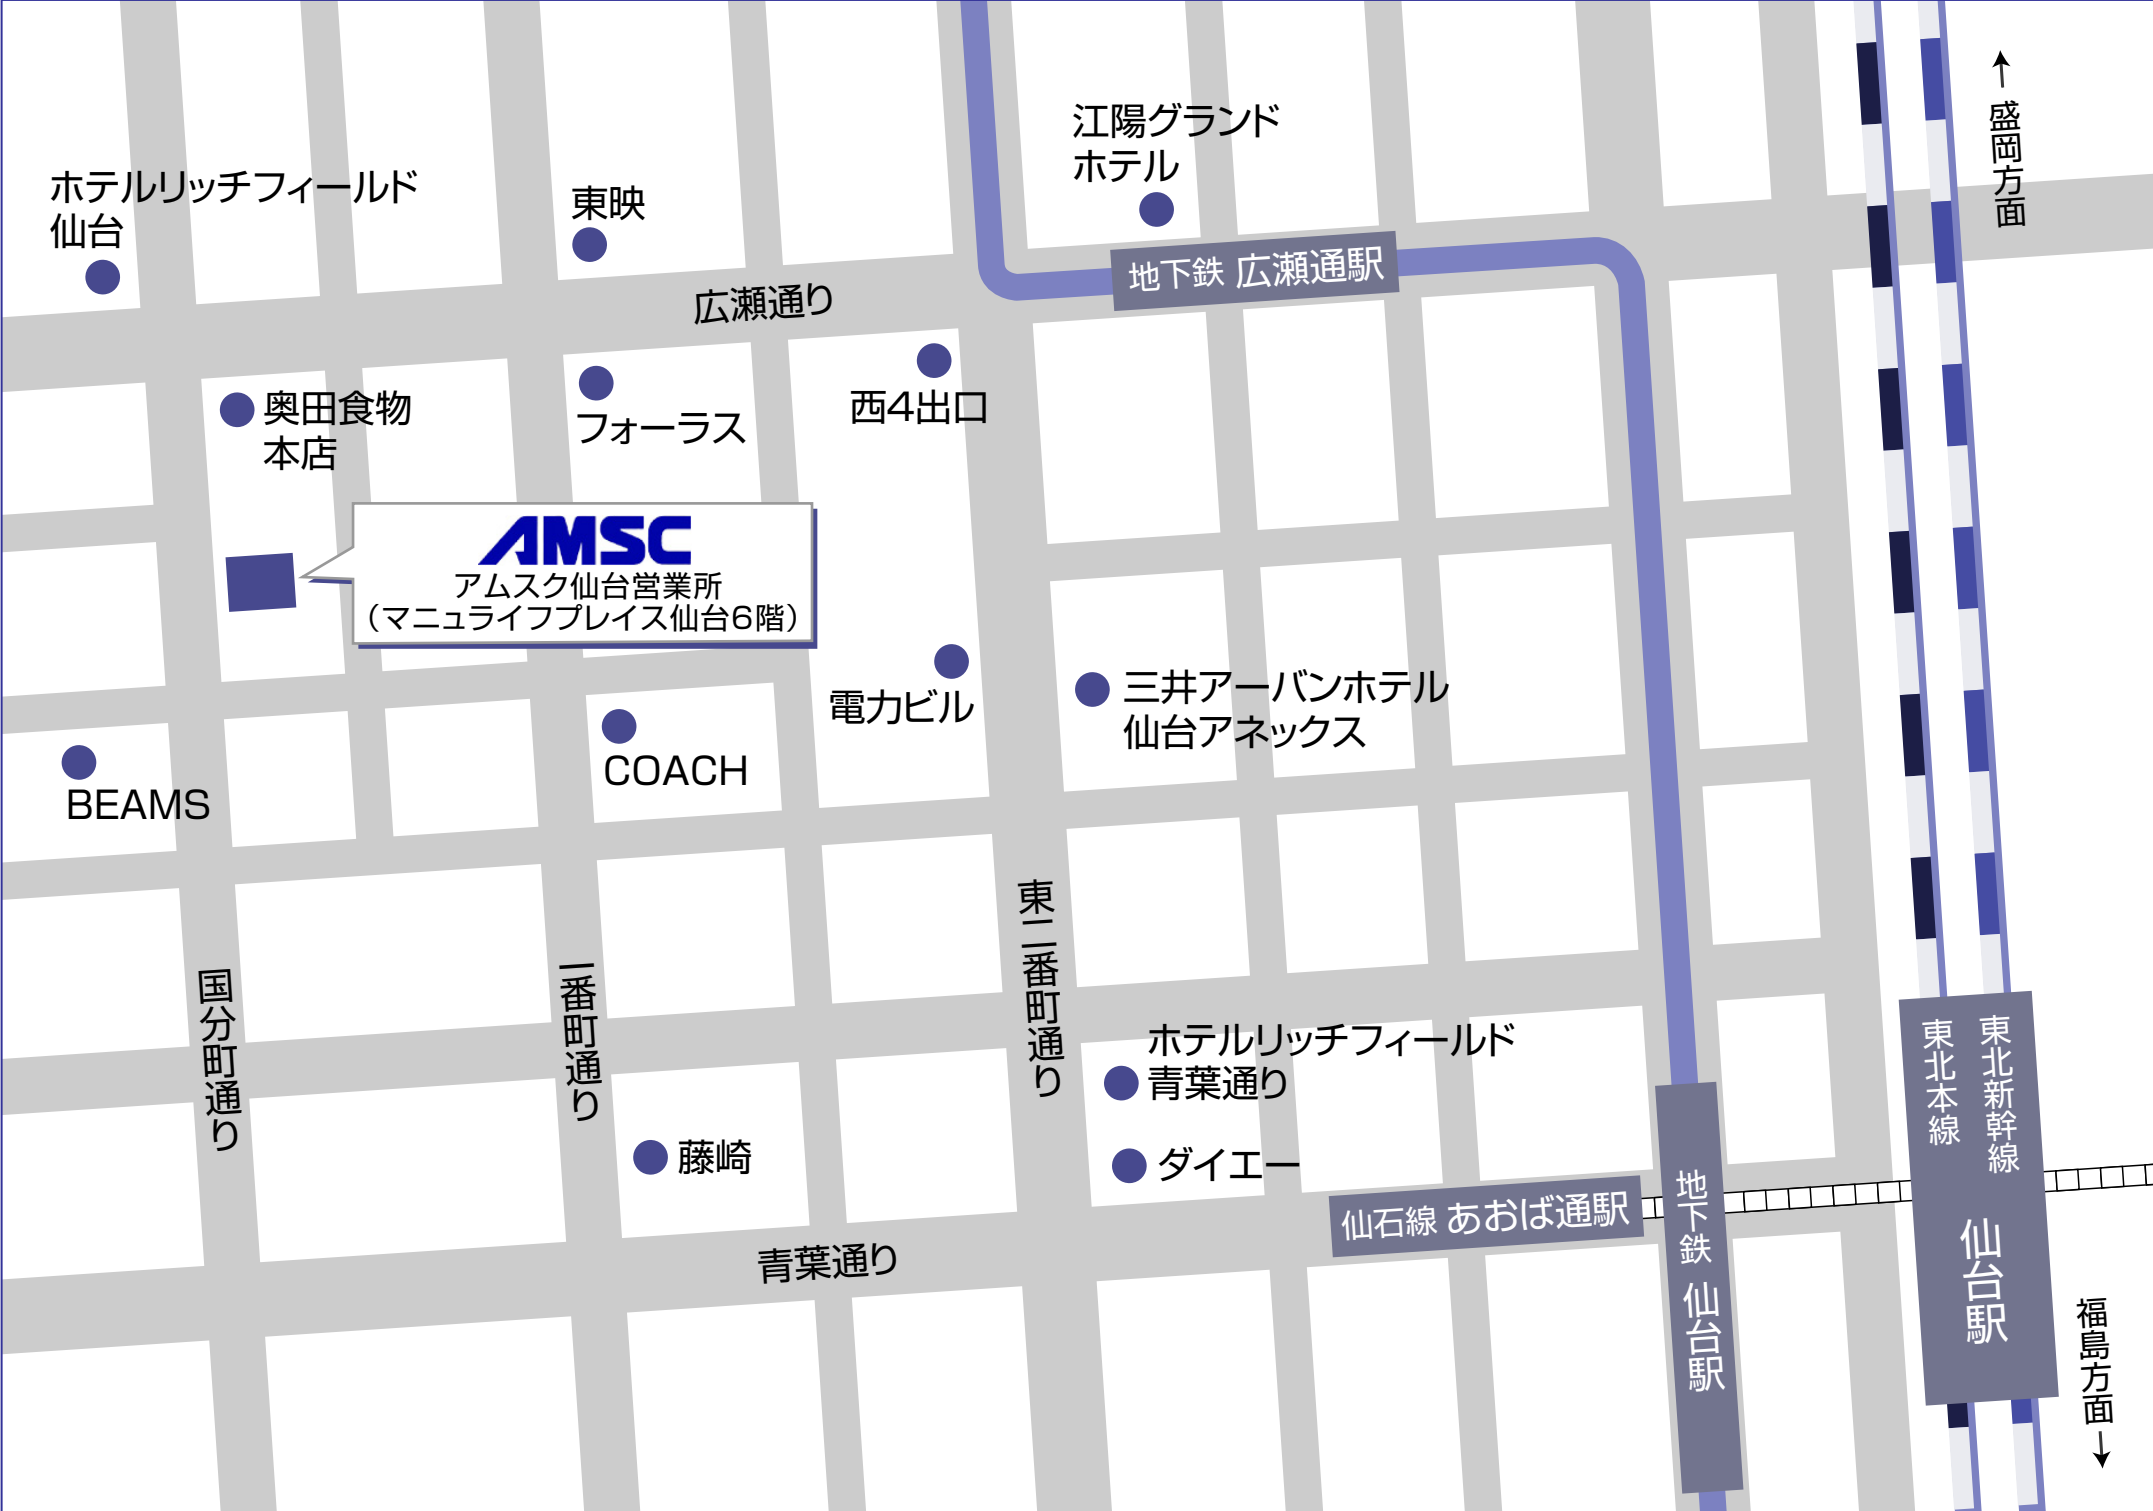 盛岡方面
江陽グランド
ホテル
ホテルリッチフィールド
仙台
東映
地下鉄 広瀬通駅
広瀬通り
奥田食物
本店
フォーラス
西4出口
AMSC
アムスク仙台営業所
（マニュライフプレイス仙台6階）
電力ビル
三井アーバンホテル
仙台アネックス
COACH
BEAMS
国分町通り
一番町通り
東二番町通り
ホテルリッチフィールド
青葉通り
ダイエー
藤崎
青葉通り
仙石線 あおば通駅
地下鉄 仙台駅
東北新幹線
東北本線
仙台駅
福島方面